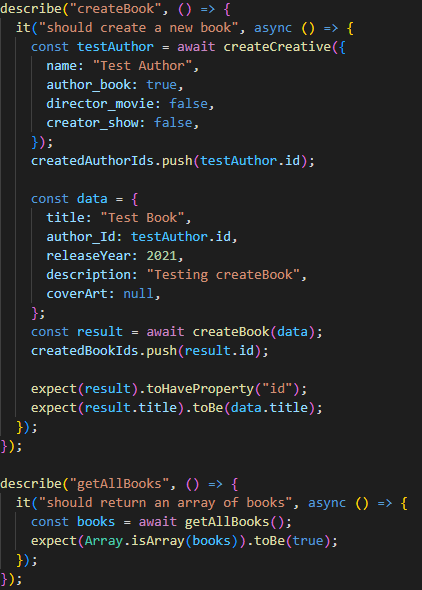 describe("createBook", () => {
  it("should create a new book", async () => {
    const testAuthor = await createCreative({
      name: "Test Author",
      author_book: true,
      director_movie: false,
      creator_show: false,
    });
    createdAuthorIds.push(testAuthor.id);

    const data = {
      title: "Test Book",
      author_Id: testAuthor.id,
      releaseYear: 2021,
      description: "Testing createBook",
      coverArt: null,
    };
    const result = await createBook(data);
    createdBookIds.push(result.id);

    expect(result).toHaveProperty("id");
    expect(result.title).toBe(data.title);
  });
});

describe("getAllBooks", () => {
  it("should return an array of books", async () => {
    const books = await getAllBooks();
    expect(Array.isArray(books)).toBe(true);
  });
});